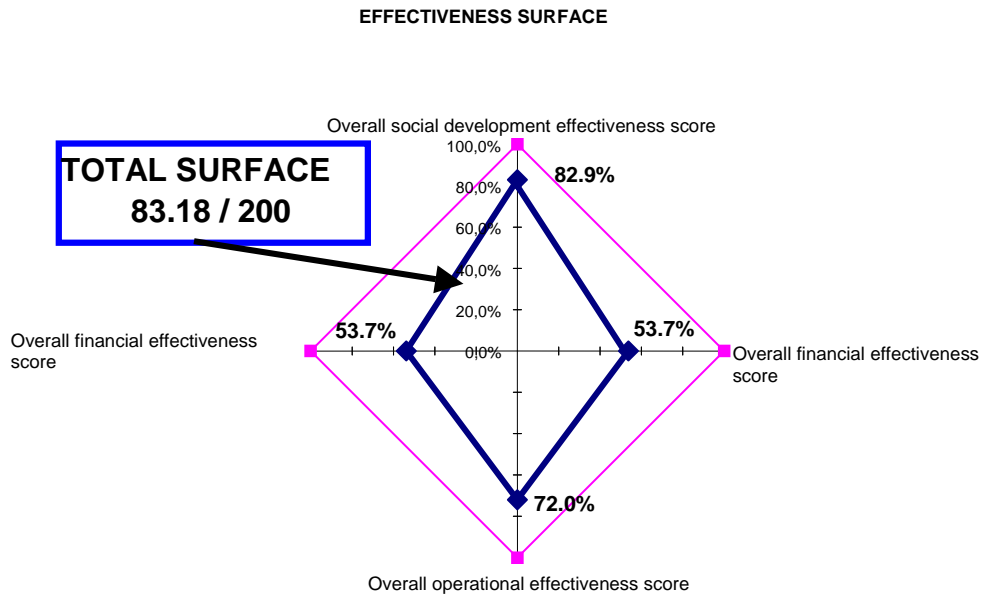 EFFECTIVENESS SURFACE
Overall social development effectiveness score
TOTAL SURFACE
83.18 / 200
100,0%
82.9%
80,0%
60,0%
40,0%
20,0%
53.7%
53.7%
0,0%
Overall financial effectiveness
score
Overall financial effectiveness
score
72.0%
Overall operational effectiveness score